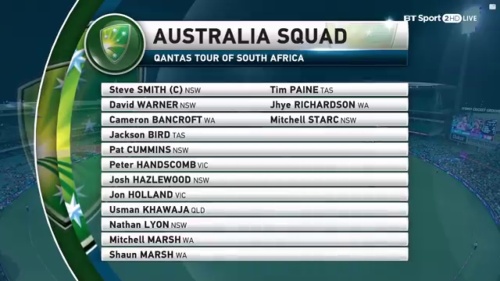 BT Sport 2HD LIVE
AUSTRALIA SQUAD
QANTAS TOUR OF SOUTH AFRICA
Steve SMITH (C) NSW
David WARNER NSW
Cameron BANCROFT WA
Jackson BIRD TAS
Pat CUMMINS NSW
Peter HANDSCOMB VIC
Josh HAZLEWOOD NSW
Jon HOLLAND VIC
Usman KHAWAJA QLD
Nathan LYON NSW
Mitchell MARSH WA
Shaun MARSH WA
Tim PAINE TAS
Jhye RICHARDSON WA
Mitchell STARC NSW